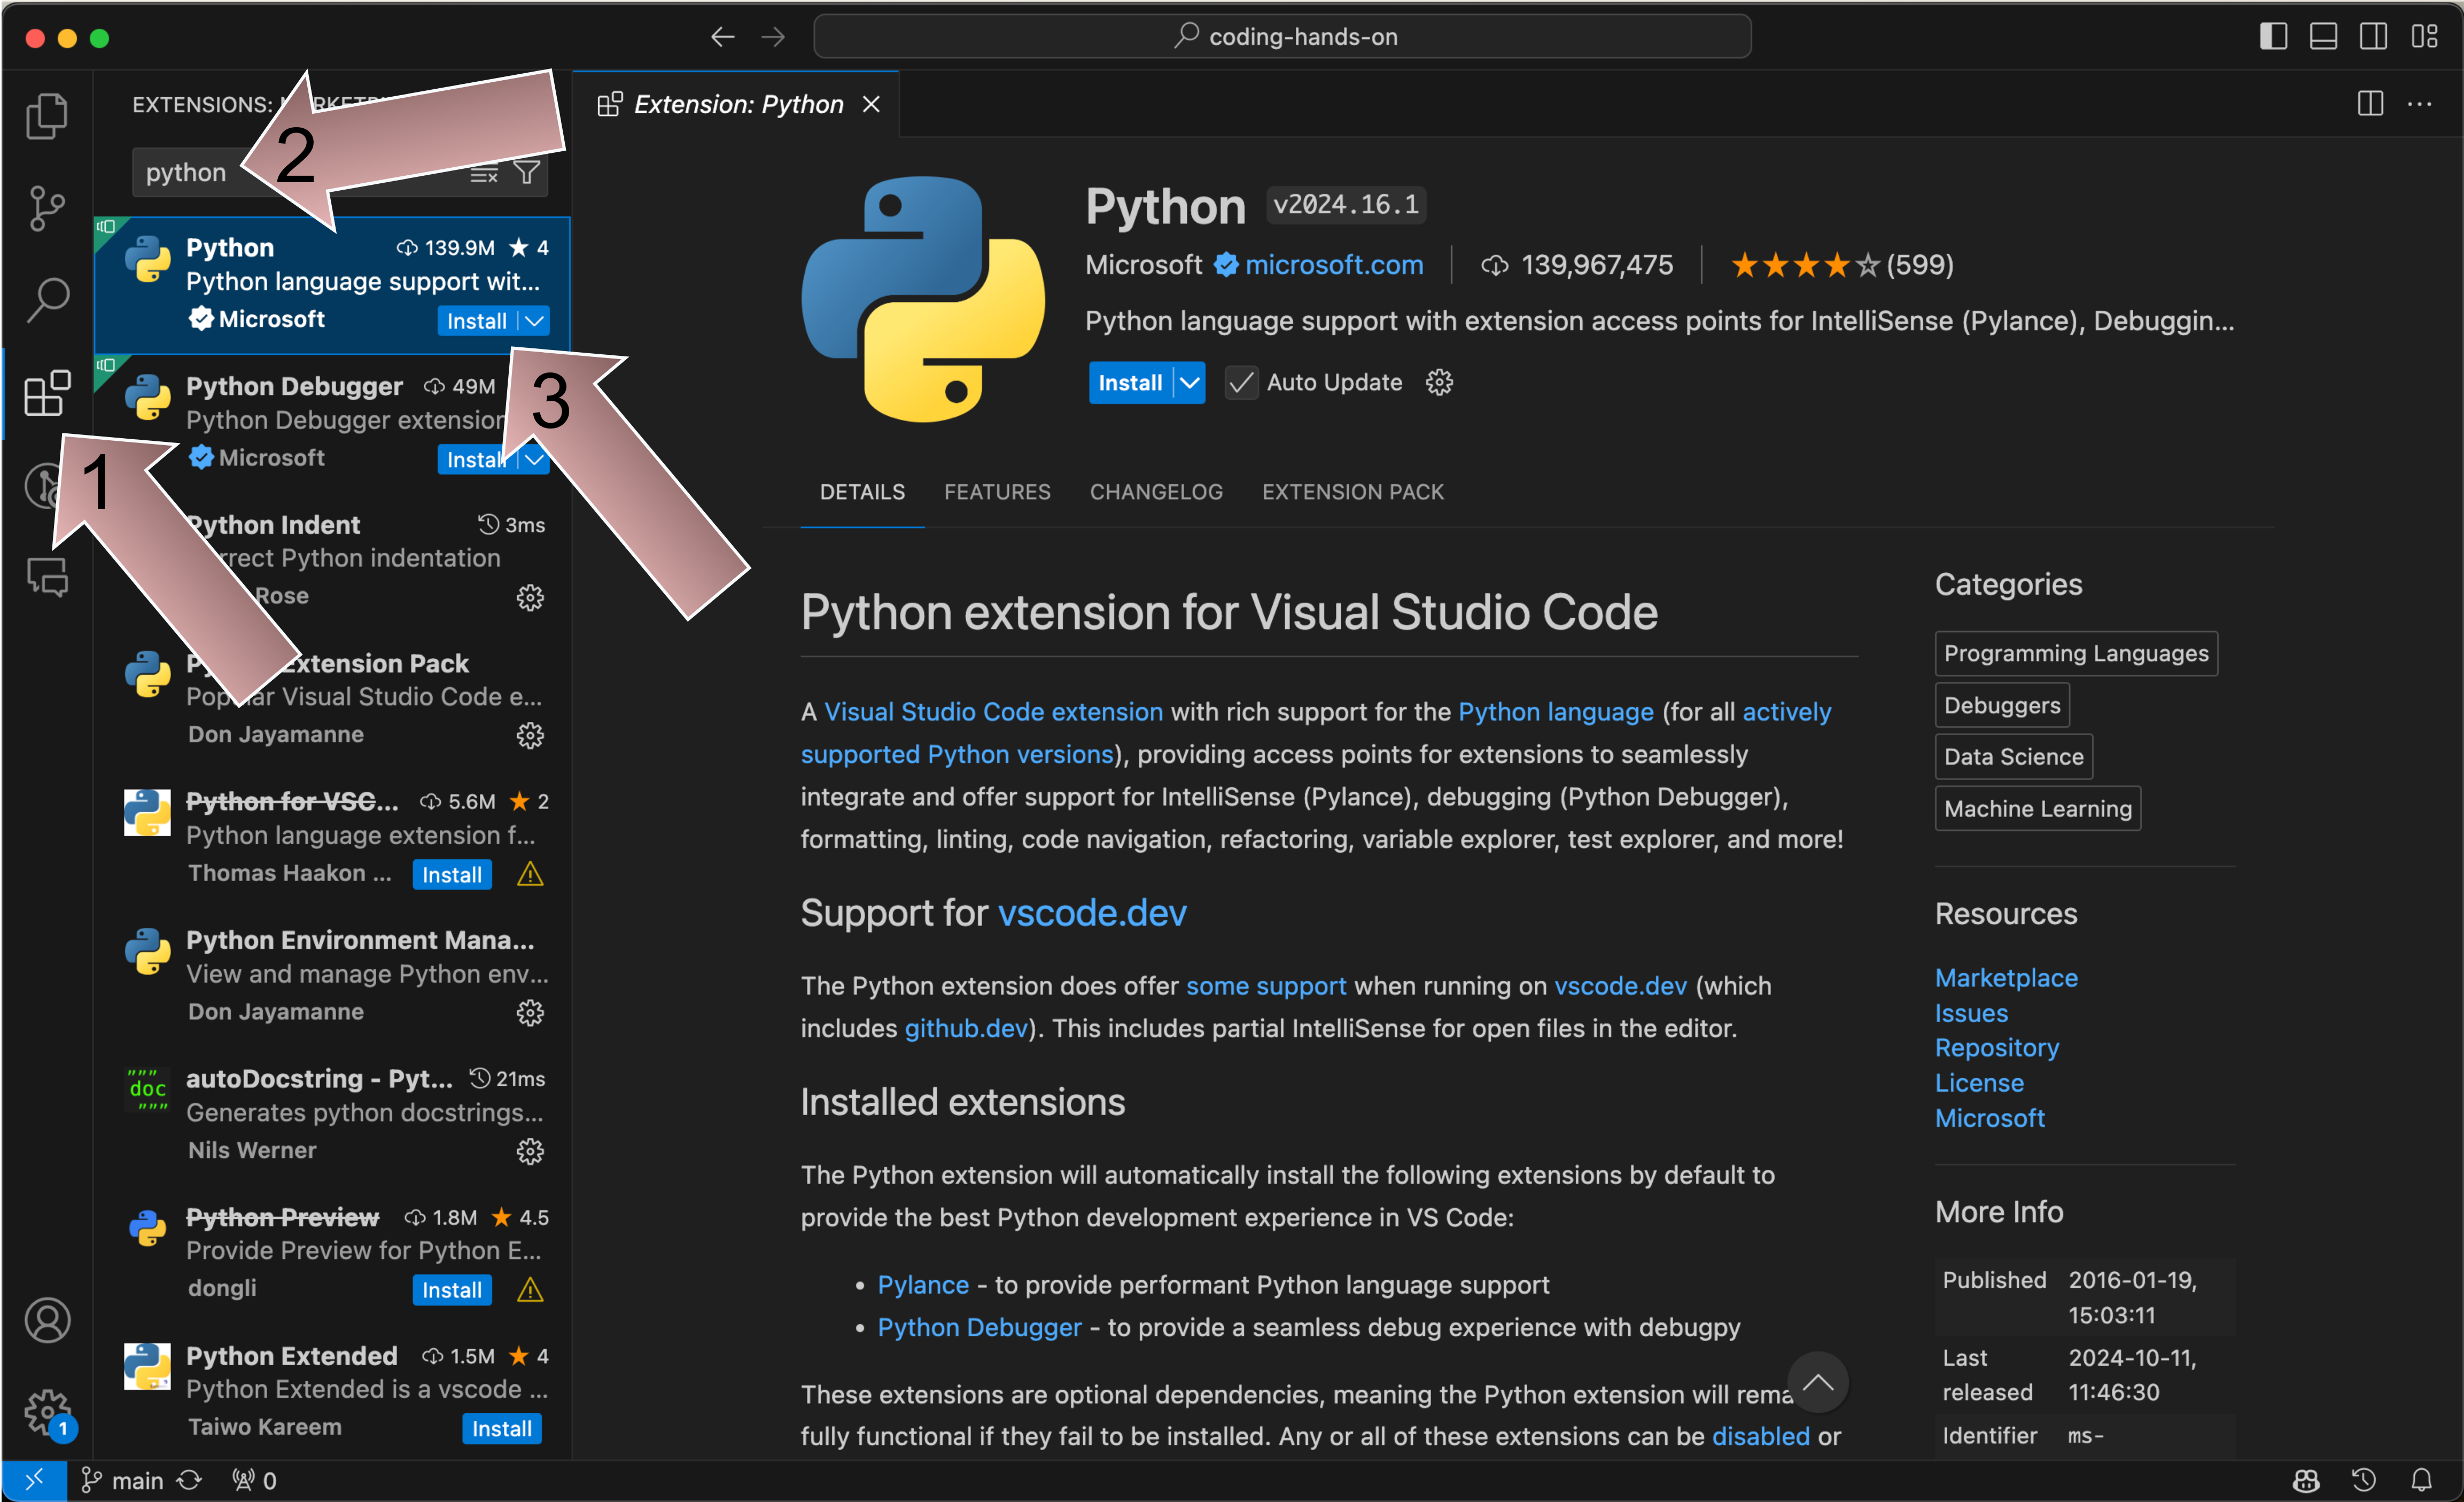 coding-hands-on
EXTENSIONS:
python
2
Python 139.9M ★ 4
Python language support wit...
Microsoft Install
Python Debugger 49M
Python Debugger extension
Microsoft Install
3
1
Python Indent 3ms
Correct Python indentation
Rose
Extension Pack
Popular Visual Studio Code e...
Don Jayamanne
Python for VSC... 5.6M ★ 2
Python language extension f...
Thomas Haakon ... Install
Python Environment Mana...
View and manage Python env...
Don Jayamanne
"""
doc
"""
autoDocstring - Pyt... 21ms
Generates python docstrings...
Nils Werner
Python Preview 1.8M ★ 4.5
Provide Preview for Python E...
dongli Install
Python Extended 1.5M ★ 4
Python Extended is a vscode ...
Taiwo Kareem Install
1
Extension: Python
Python v2024.16.1
Microsoft microsoft.com 139,967,475 ★★★★☆(599)
Python language support with extension access points for IntelliSense (Pylance), Debuggin...
Install Auto Update
DETAILS FEATURES CHANGELOG EXTENSION PACK
Python extension for Visual Studio Code
A Visual Studio Code extension with rich support for the Python language (for all actively
supported Python versions), providing access points for extensions to seamlessly
integrate and offer support for IntelliSense (Pylance), debugging (Python Debugger),
formatting, linting, code navigation, refactoring, variable explorer, test explorer, and more!
Support for vscode.dev
The Python extension does offer some support when running on vscode.dev (which
includes github.dev). This includes partial IntelliSense for open files in the editor.
Installed extensions
The Python extension will automatically install the following extensions by default to
provide the best Python development experience in VS Code:
• Pylance - to provide performant Python language support
• Python Debugger - to provide a seamless debug experience with debugpy
These extensions are optional dependencies, meaning the Python extension will rema
fully functional if they fail to be installed. Any or all of these extensions can be disabled or
Categories
Programming Languages
Debuggers
Data Science
Machine Learning
Resources
Marketplace
Issues
Repository
License
Microsoft
More Info
Published 2016-01-19,
15:03:11
Last 2024-10-11,
released 11:46:30
Identifier ms-
main 0